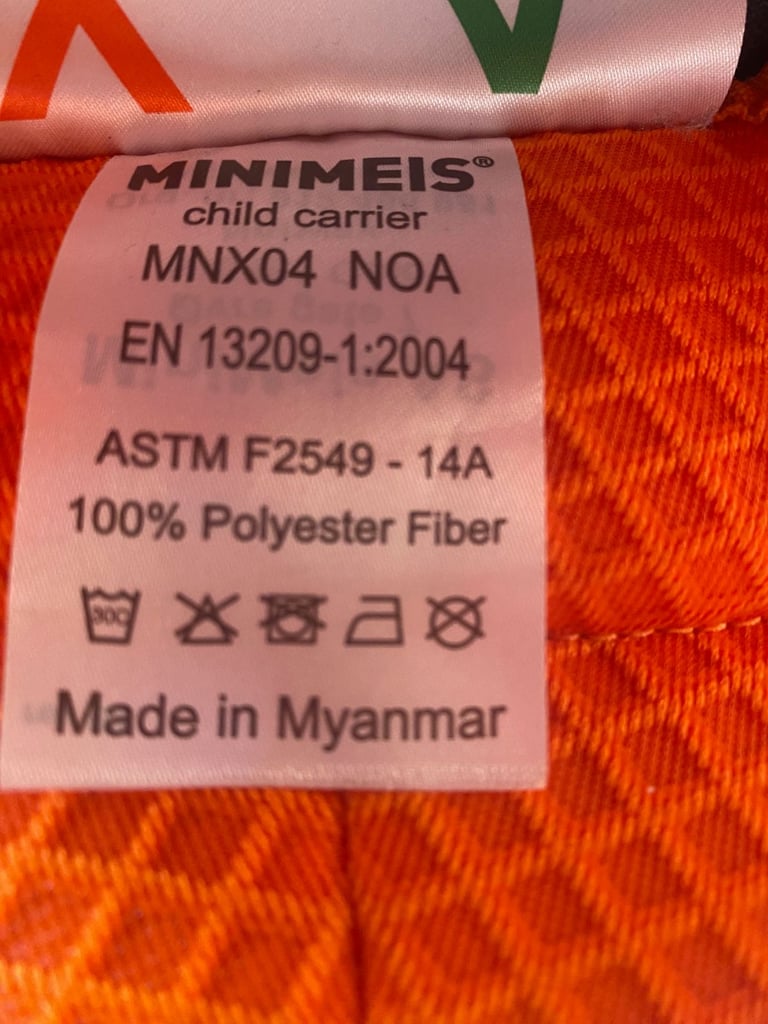 MINIMEIS®
child carrier
MNX04 NOA
EN 13209-1:2004
ASTM F2549 - 14A
100% Polyester Fiber
30C
Made in Myanmar